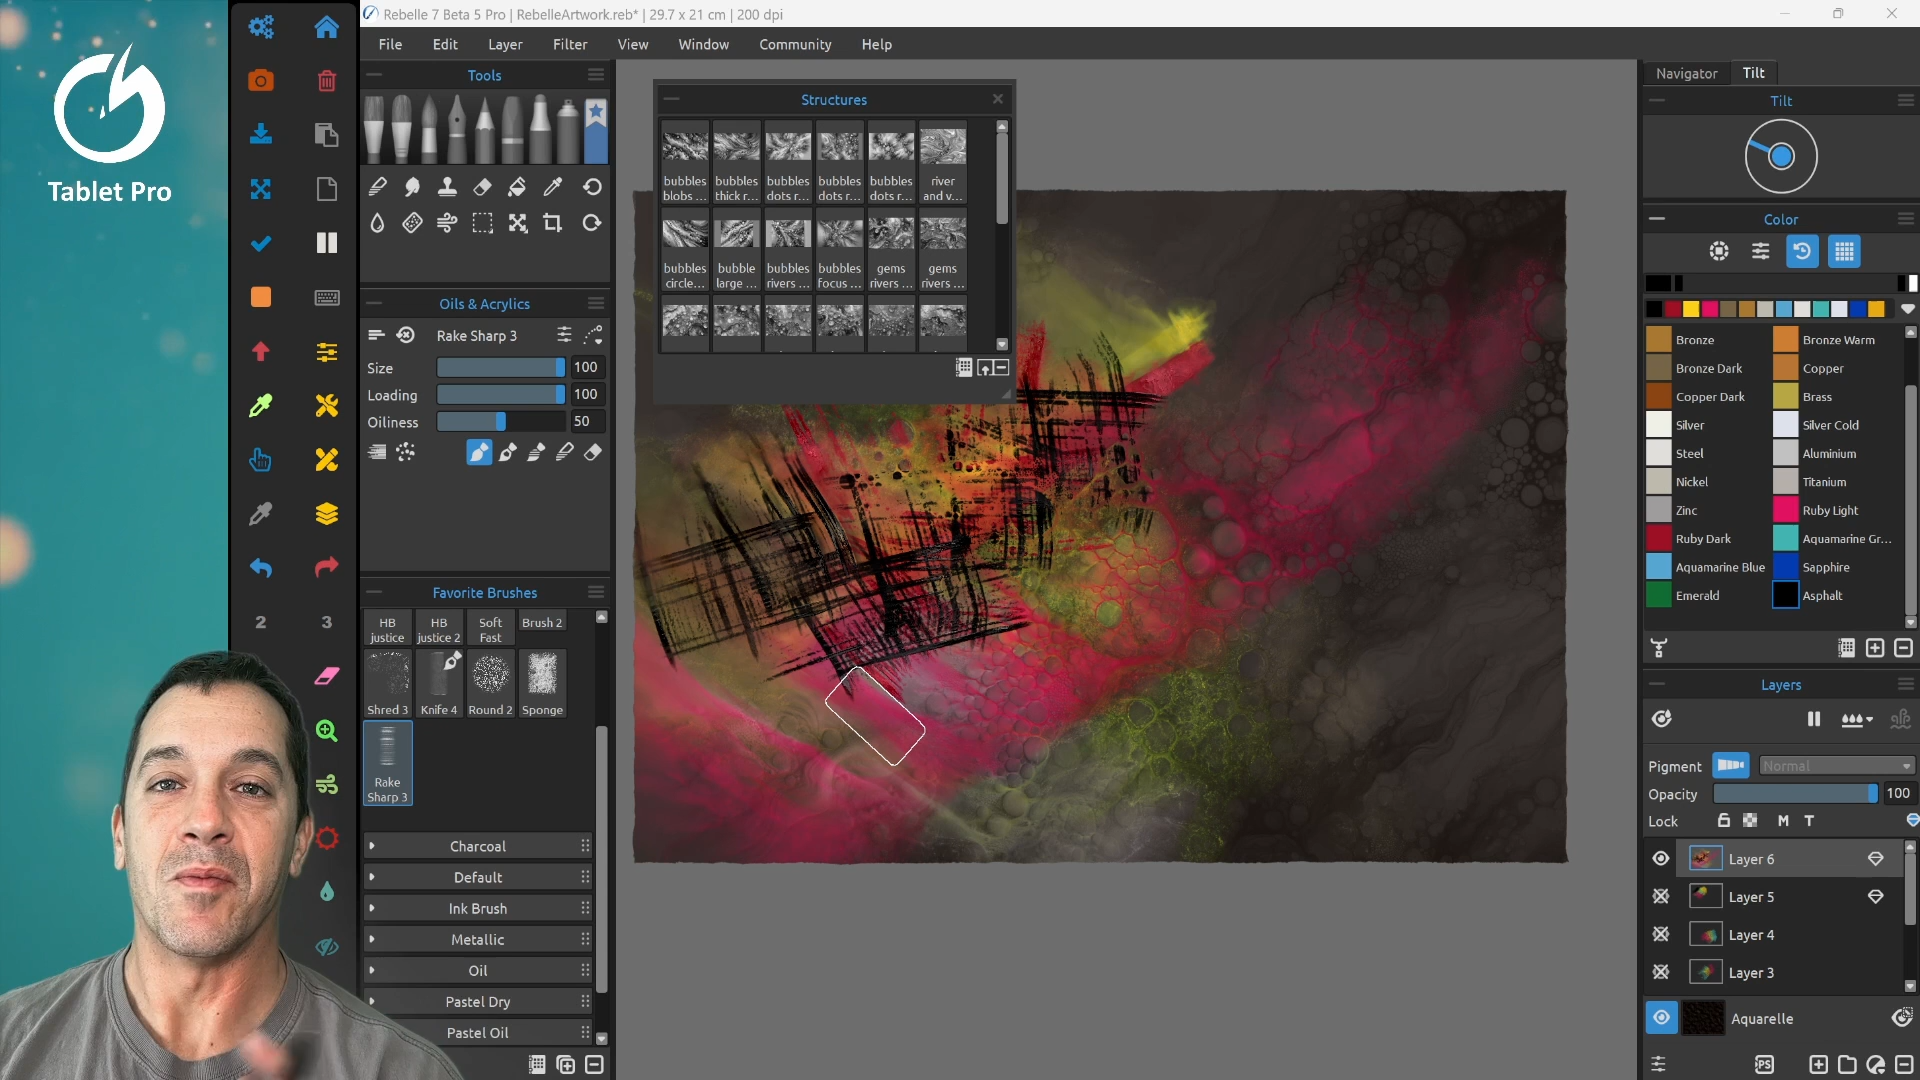 Tablet Pro
2
3
Rebelle 7 Beta 5 Pro | RebelleArtwork.reb* | 29.7 x 21 cm | 200 dpi
File Edit Layer Filter View Window Community Help
Tools
Oils & Acrylics
Rake Sharp 3
Size 100
Loading 100
Oiliness 50
Favorite Brushes
HB justice
HB justice 2
Soft Fast
Brush 2
Shred 3
Knife 4
Round 2
Sponge
Rake Sharp 3
Charcoal
Default
Ink Brush
Metallic
Oil
Pastel Dry
Pastel Oil
Structures
bubbles blobs ...
bubbles thick r...
bubbles dots r...
bubbles dots r...
bubbles dots r...
river and v...
bubbles circle...
bubble large ...
bubbles rivers ...
bubbles focus ...
gems rivers ...
gems rivers ...
Navigator Tilt
Tilt
Color
Bronze Bronze Warm
Bronze Dark Copper
Copper Dark Brass
Silver Silver Cold
Steel Aluminium
Nickel Titanium
Zinc Ruby Light
Ruby Dark Aquamarine Gr...
Aquamarine Blue Sapphire
Emerald Asphalt
Layers
Pigment Normal
Opacity 100
Lock M T
Layer 6
Layer 5
Layer 4
Layer 3
Aquarelle
PS